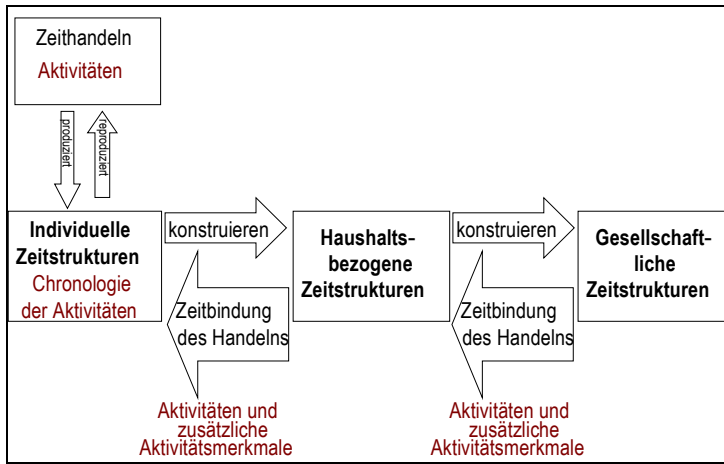 Zeithandeln
Aktivitäten
produziert
reproduziert
Individuelle
Zeitstrukturen
Chronologie
der Aktivitäten
konstruieren
Zeitbindung
des Handelns
Aktivitäten und
zusätzliche
Aktivitätsmerkmale
Haushalts-
bezogene
Zeitstrukturen
konstruieren
Zeitbindung
des Handelns
Aktivitäten und
zusätzliche
Aktivitätsmerkmale
Gesellschaft-
liche
Zeitstrukturen